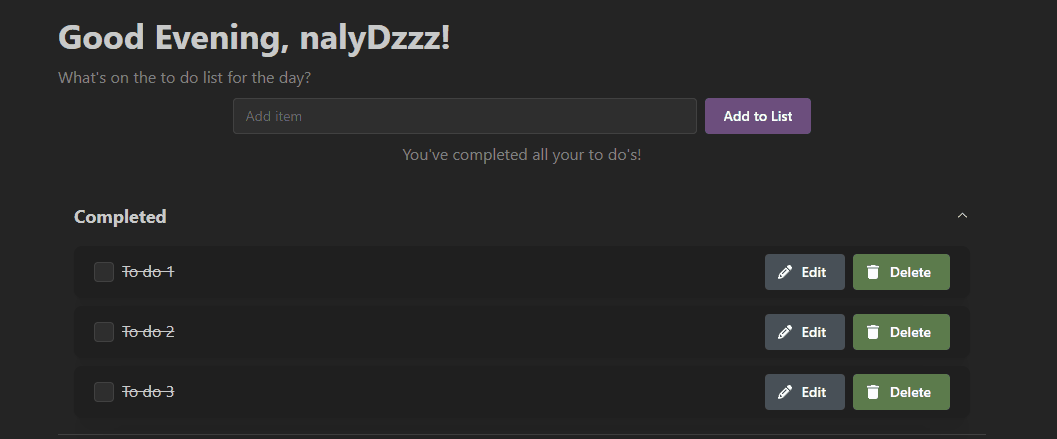 Good Evening, nalyDzzz!
What's on the to do list for the day?
Add item
Add to List
You've completed all your to do's!
Completed
To do 1 Edit Delete
To do 2 Edit Delete
To do 3 Edit Delete